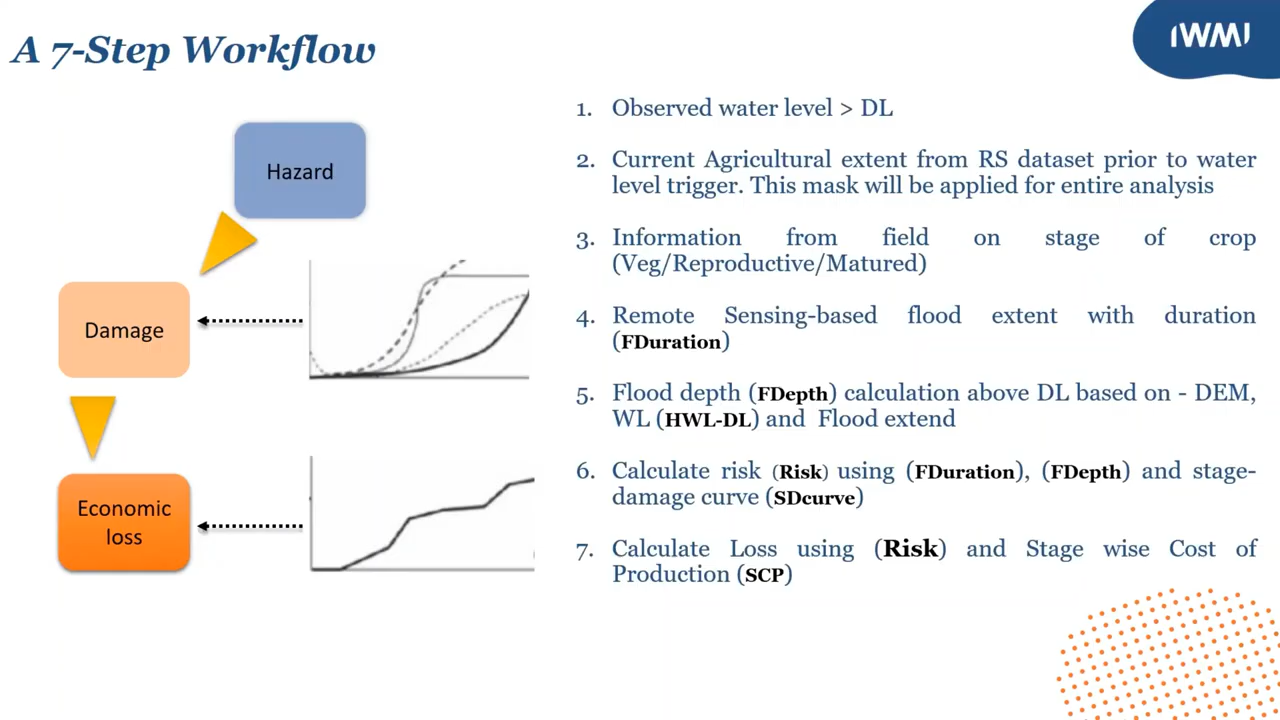 A 7-Step Workflow
IWMI
Hazard
Damage
Economic
loss
1. Observed water level > DL
2. Current Agricultural extent from RS dataset prior to water
level trigger. This mask will be applied for entire analysis
3. Information from field on stage of crop
(Veg/Reproductive/Matured)
4. Remote Sensing-based flood extent with duration
(FDuration)
5. Flood depth (FDepth) calculation above DL based on - DEM,
WL (HWL-DL) and Flood extend
6. Calculate risk (Risk) using (FDuration), (FDepth) and stage-
damage curve (SDcurve)
7. Calculate Loss using (Risk) and Stage wise Cost of
Production (SCP)